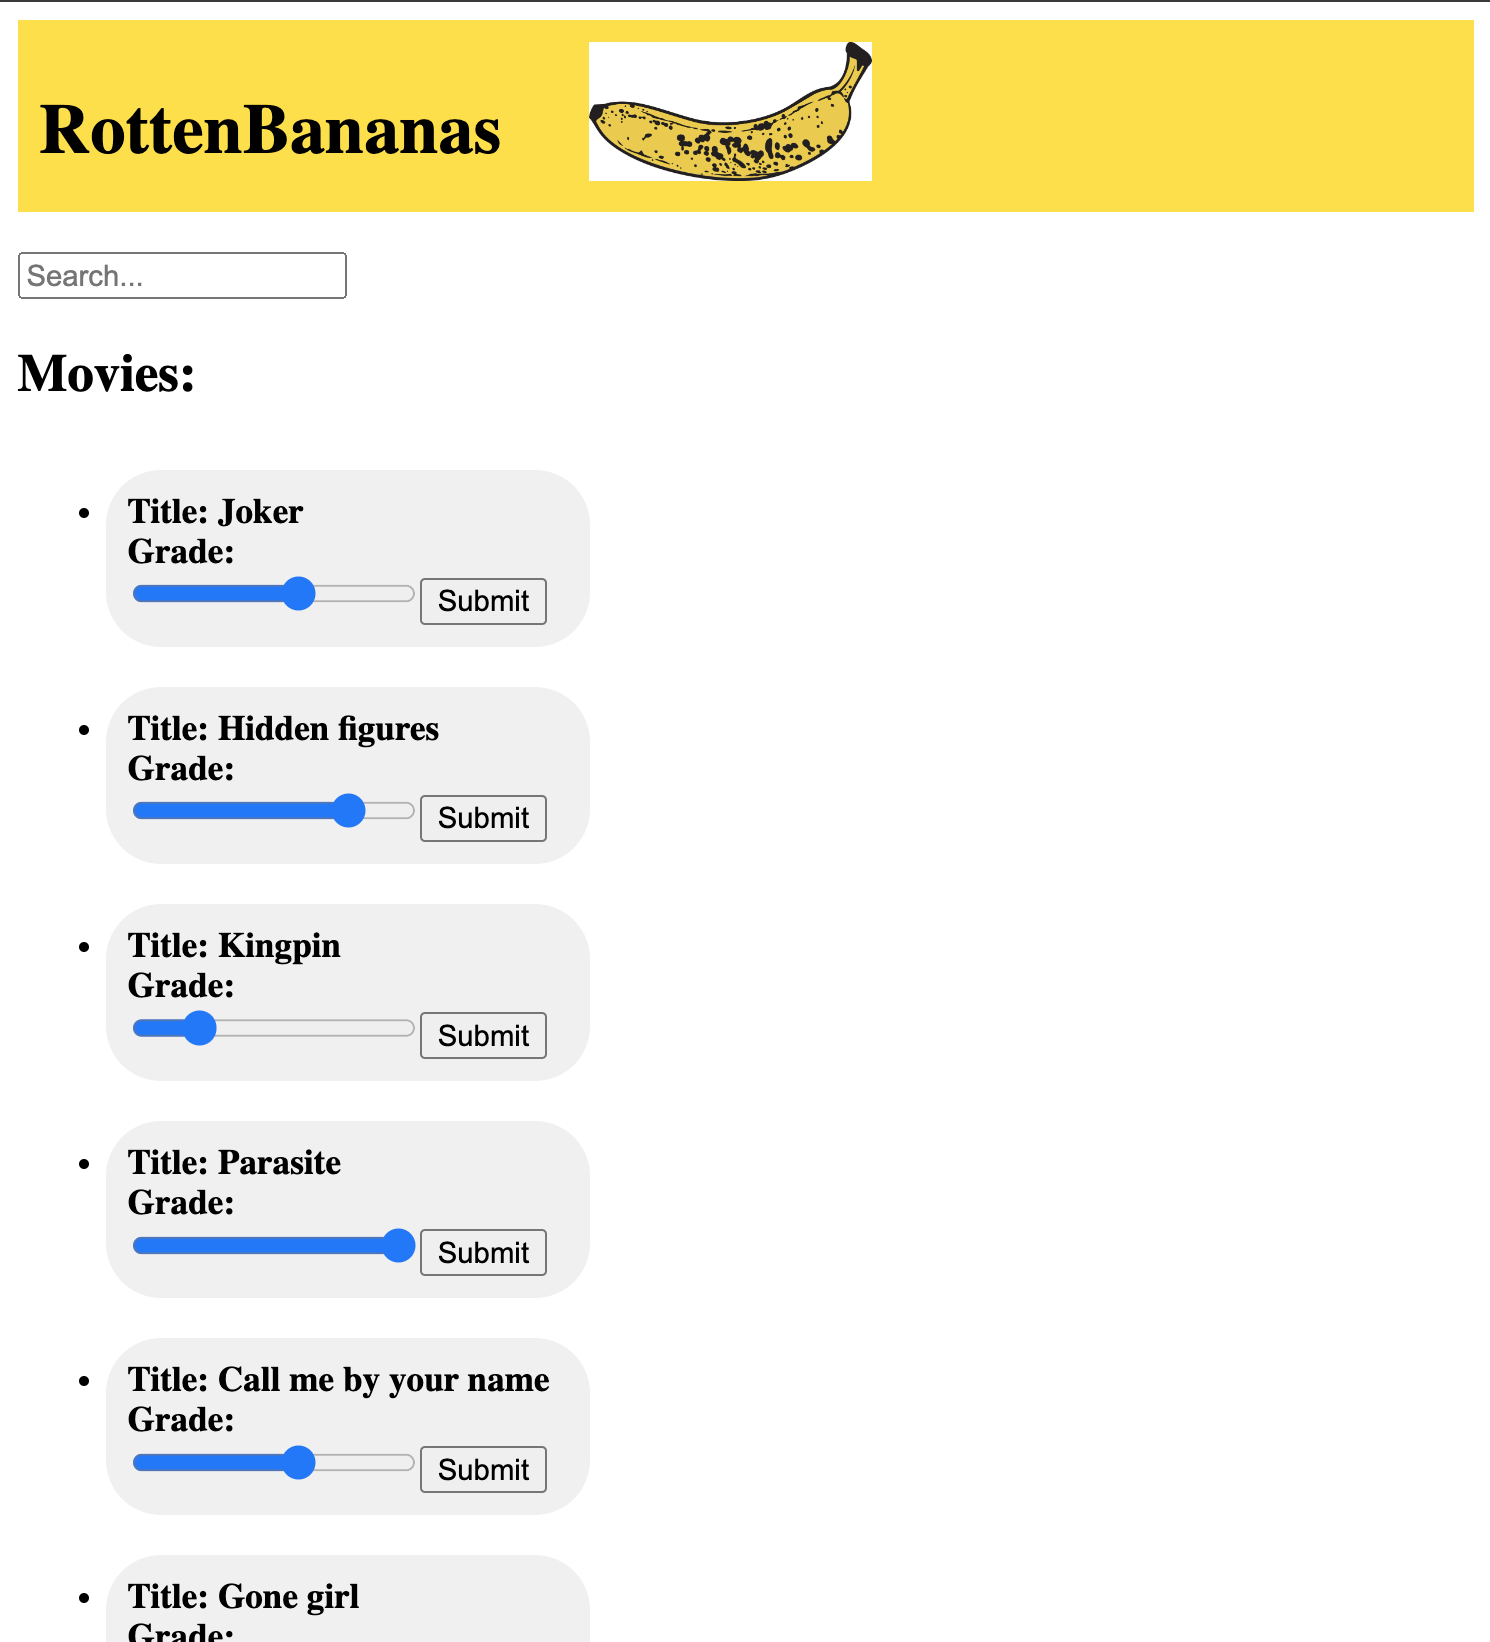 RottenBananas
Search...
Movies:
Title: Joker
Grade:
Submit
Title: Hidden figures
Grade:
Submit
Title: Kingpin
Grade:
Submit
Title: Parasite
Grade:
Submit
Title: Call me by your name
Grade:
Submit
Title: Gone girl
Grade: